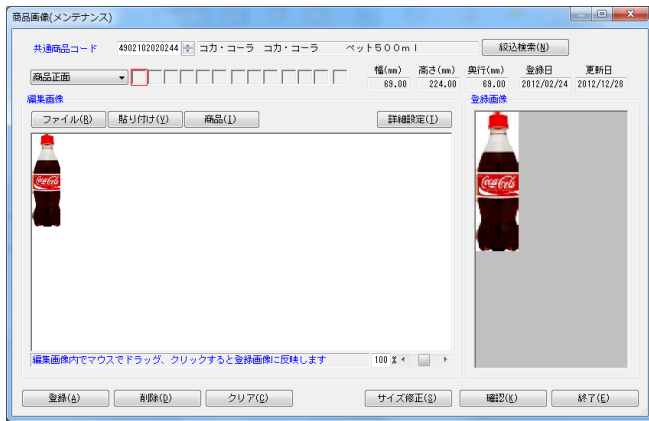 商品画像(メンテナンス)
共通商品コード 4902102020244 コカ・コーラ コカ・コーラ ペット500ml 絞込検索(N)
商品正面 幅(mm) 高さ(mm) 奥行(mm) 登録日 更新日
69.00 224.00 69.00 2012/02/24 2012/12/28
編集画像 登録画像
ファイル(R) 貼り付け(V) 商品(I) 詳細設定(T)
Coca-Cola Coca-Cola
編集画像内でマウスでドラッグ、クリックすると登録画像に反映します 100 %
登録(A) 削除(D) クリア(C) サイズ修正(S) 確認(K) 終了(E)